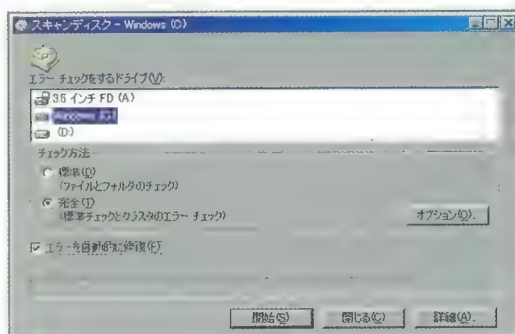 スキャンディスク - Windows (C)
エラー チェックをするドライブ(V):
3.5 インチ FD (A)
Windows (C)
(D:)
チェック方法
標準(D)
(ファイルとフォルダのチェック)
完全(T)
(標準チェックとクラスタのエラー チェック)
オプション(O)...
エラーを自動的に修復(F)
開始(S)
閉じる(C)
詳細(A)...